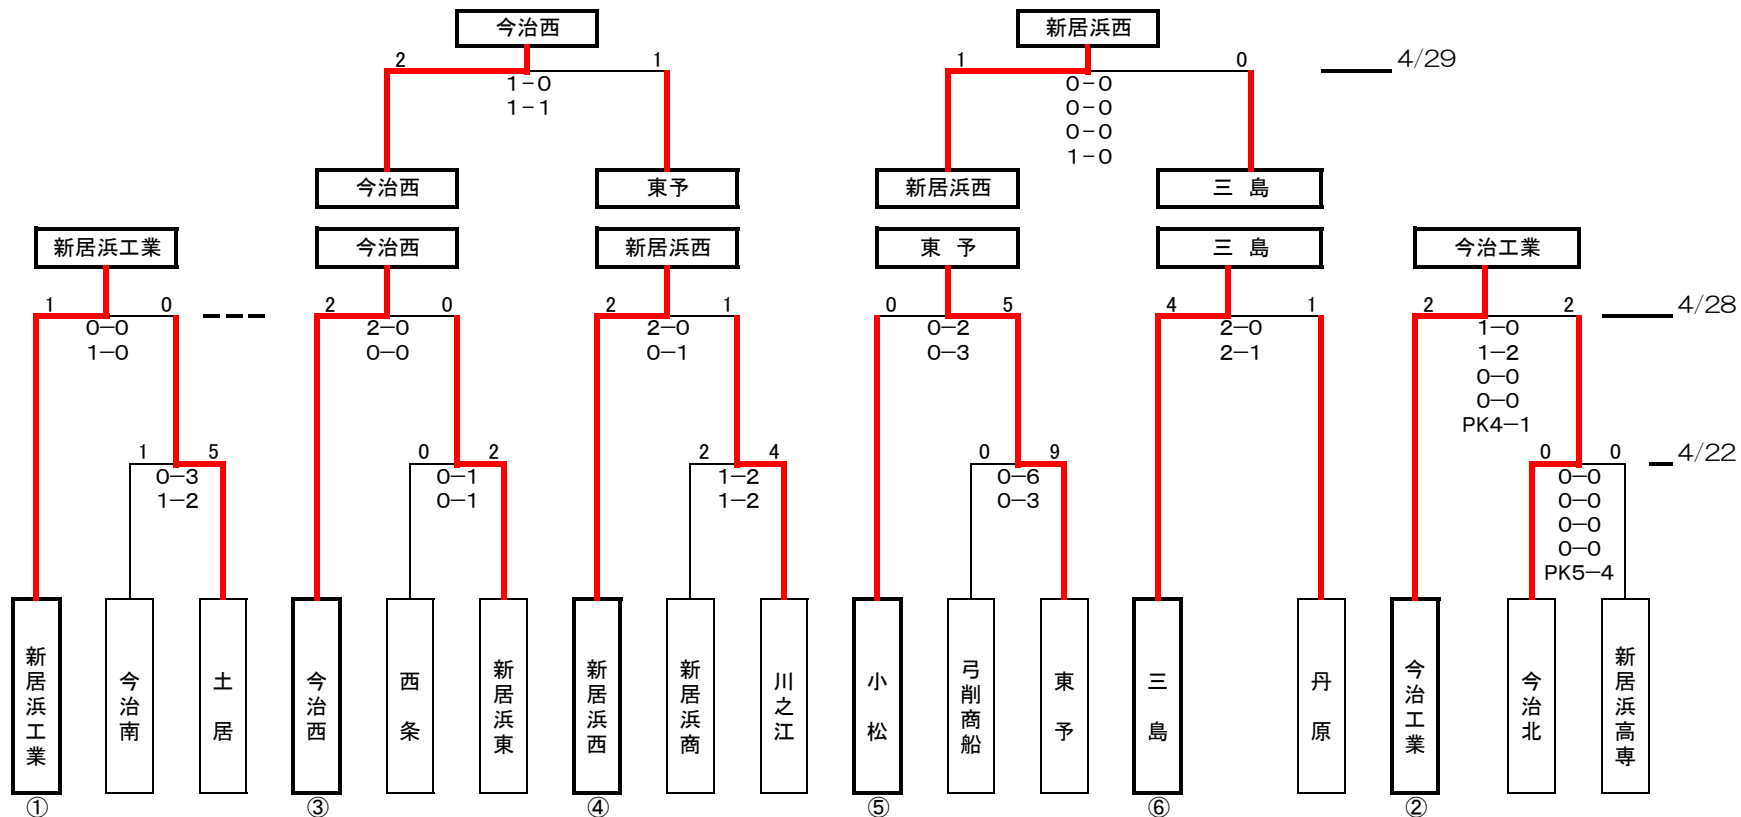 今治西
新居浜西
2 1 1 0 4/29
1-0 0-0
1-1 0-0
0-0
1-0
今治西 東予 新居浜西 三 島
新居浜工業 今治西 新居浜西 東 予 三 島 今治工業
1 0 2 0 2 1 0 5 4 1 2 2 4/28
0-0 2-0 2-0 0-2 2-0 1-0
1-0 0-0 0-1 0-3 2-1 1-2
0-0
0-0
PK4-1
1 5 0 2 2 4 0 9 0 0 4/22
0-3 0-1 1-2 0-6 0-0
1-2 0-1 1-2 0-3 0-0
0-0
0-0
PK5-4
新居浜工業
今治南
土居
今治西
西条
新居浜東
新居浜西
新居浜商
川之江
小松
弓削商船
東予
三島
丹原
今治工業
今治北
新居浜高専
① ③ ④ ⑤ ⑥ ②